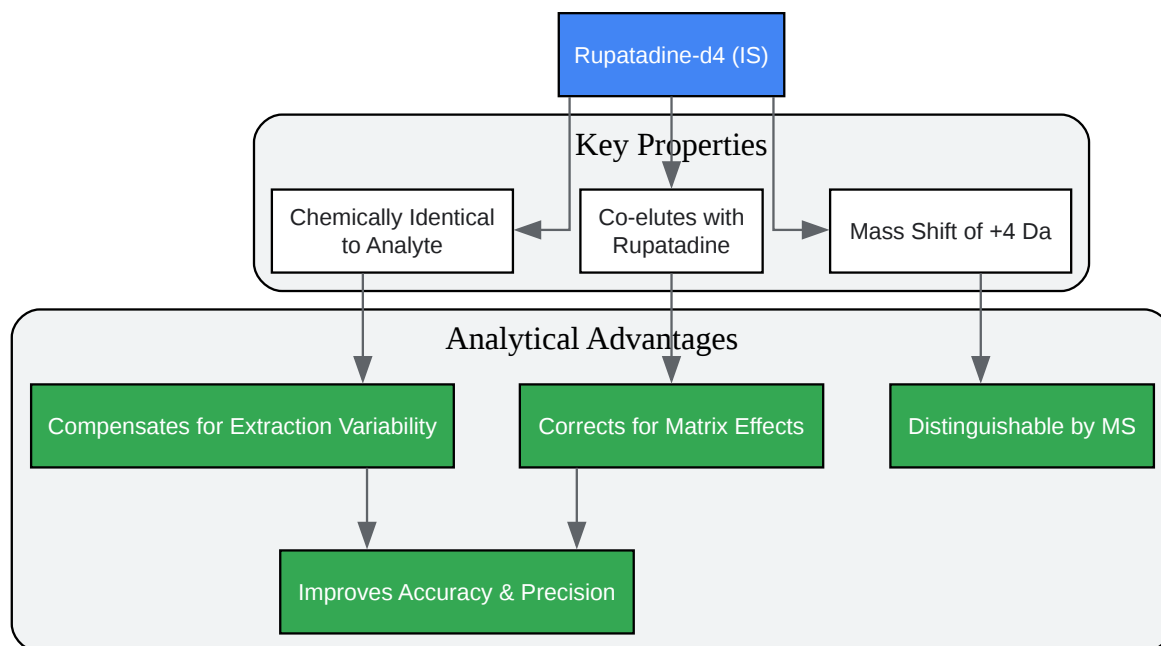 Rupatadine-d4 (IS)
Key Properties
Chemically Identical
to Analyte
Co-elutes with
Rupatadine
Mass Shift of +4 Da
Analytical Advantages
Compensates for Extraction Variability
Corrects for Matrix Effects
Distinguishable by MS
Improves Accuracy & Precision